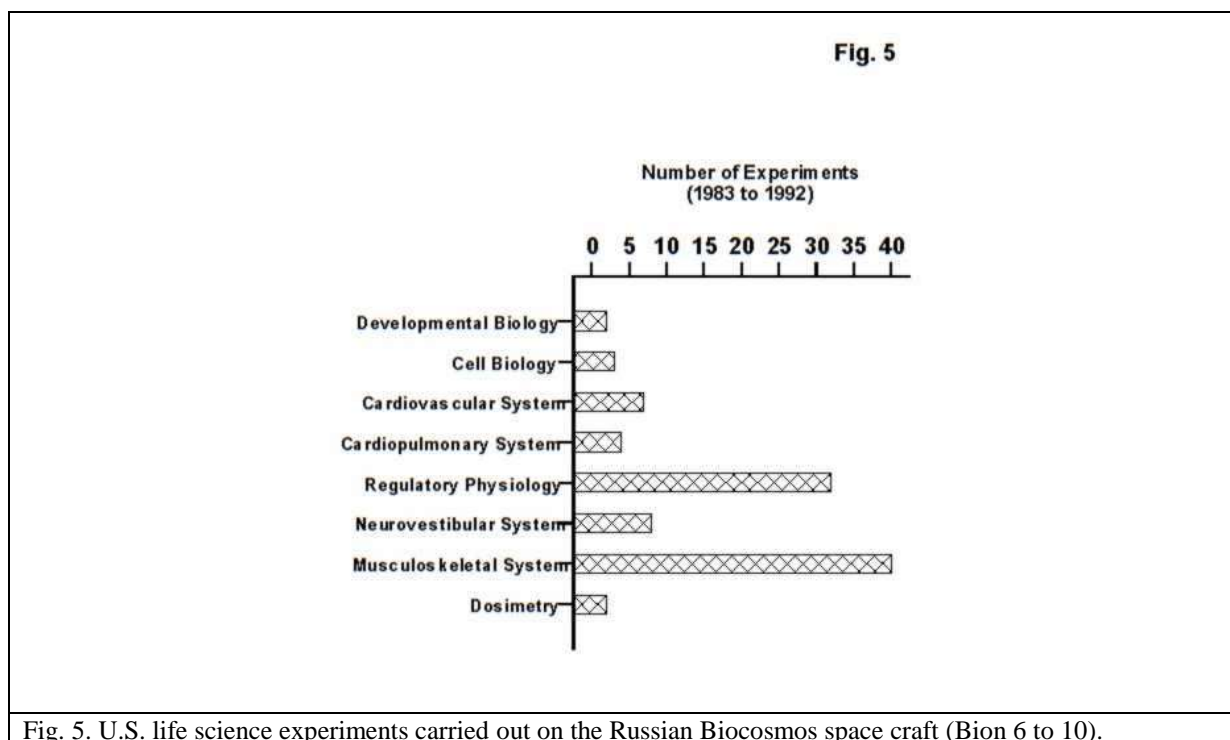 Fig. 5
Number of Experiments
(1983 to 1992)
0 5 10 15 20 25 30 35 40
Developmental Biology
Cell Biology
Cardiovascular System
Cardiopulmonary System
Regulatory Physiology
Neurovestibular System
Musculoskeletal System
Dosimetry
Fig. 5. U.S. life science experiments carried out on the Russian Biocosmos space craft (Bion 6 to 10).